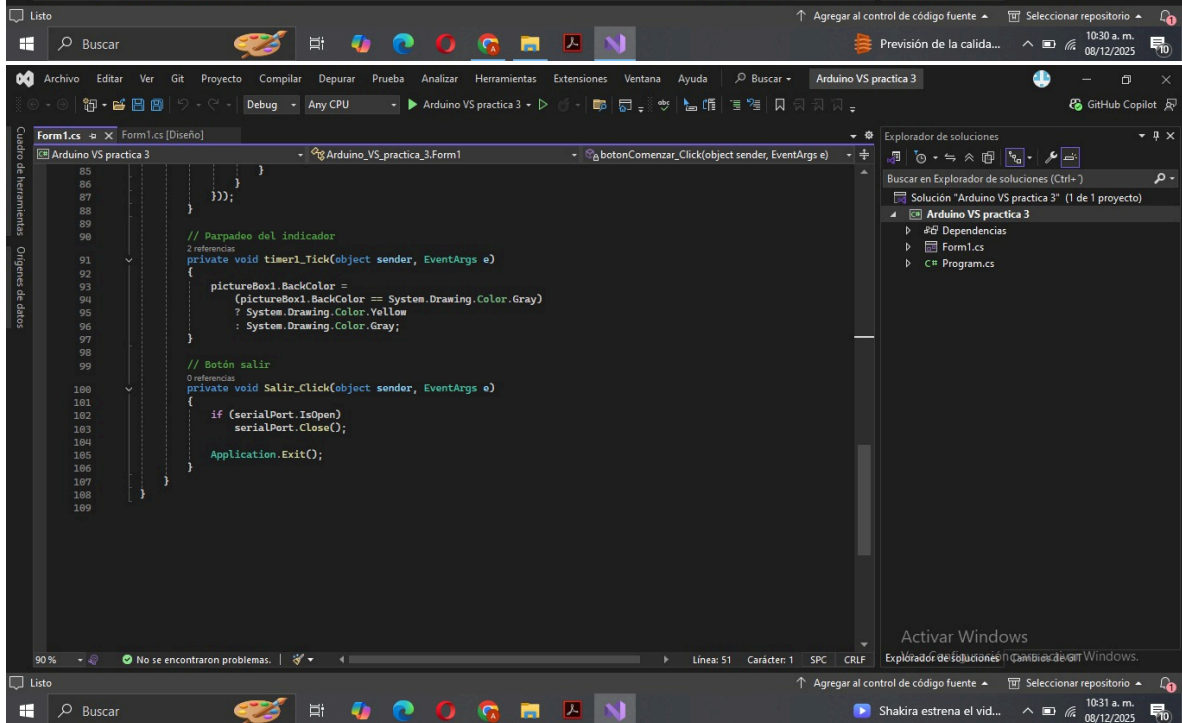 Listo
Agregar al control de código fuente
Seleccionar repositorio
1
Buscar
Previsión de la calida...
10:30 a. m.
08/12/2025
10
Archivo Editar Ver Git Proyecto Compilar Depurar Prueba Analizar Herramientas Extensiones Ventana Ayuda Buscar Arduino VS practica 3
Debug Any CPU Arduino VS practica 3 GitHub Copilot
Cuadro de herramientas
Orígenes de datos
Form1.cs Form1.cs [Diseño]
Arduino VS practica 3 Arduino_VS_practica_3.Form1 botonComenzar_Click(object sender, EventArgs e)
85 }
86 }
87 }));
88 }
89
90 // Parpadeo del indicador
2 referencias
91 private void timer1_Tick(object sender, EventArgs e)
92 {
93 pictureBox1.BackColor =
94 (pictureBox1.BackColor == System.Drawing.Color.Gray)
95 ? System.Drawing.Color.Yellow
96 : System.Drawing.Color.Gray;
97 }
98
99 // Botón salir
0 referencias
100 private void Salir_Click(object sender, EventArgs e)
101 {
102 if (serialPort.IsOpen)
103 serialPort.Close();
104
105 Application.Exit();
106 }
107 }
108 }
109
Explorador de soluciones
Buscar en Explorador de soluciones (Ctrl+´)
Solución "Arduino VS practica 3" (1 de 1 proyecto)
Arduino VS practica 3
Dependencias
Form1.cs
C# Program.cs
Activar Windows
Ve a Configuración para activar Windows.
Explorador de soluciones Cambios de GIT
90 % No se encontraron problemas. Línea: 51 Carácter: 1 SPC CRLF
Listo
Agregar al control de código fuente
Seleccionar repositorio
1
Buscar
Shakira estrena el vid...
10:31 a. m.
08/12/2025
10